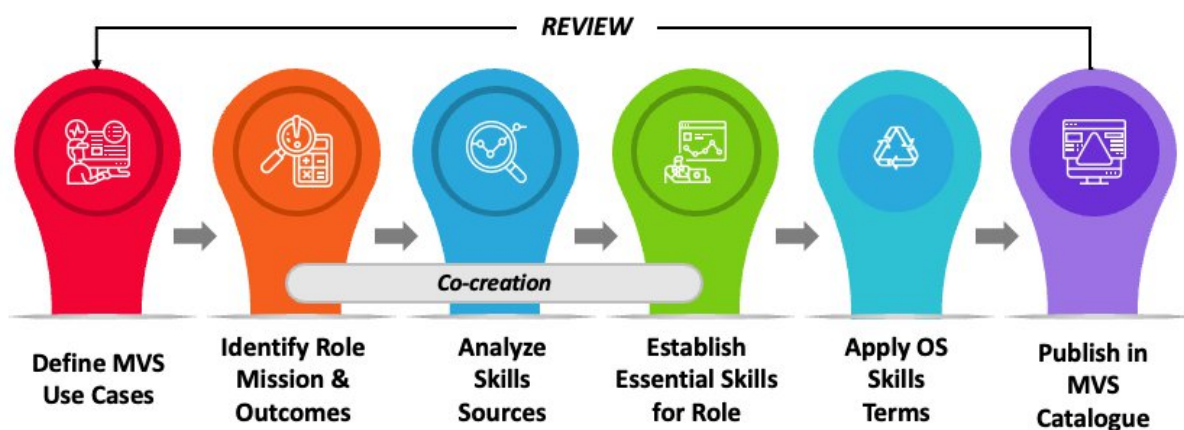 REVIEW
Co-creation
Define MVS
Use Cases
Identify Role
Mission &
Outcomes
Analyze
Skills
Sources
Establish
Essential Skills
for Role
Apply OS
Skills
Terms
Publish in
MVS
Catalogue